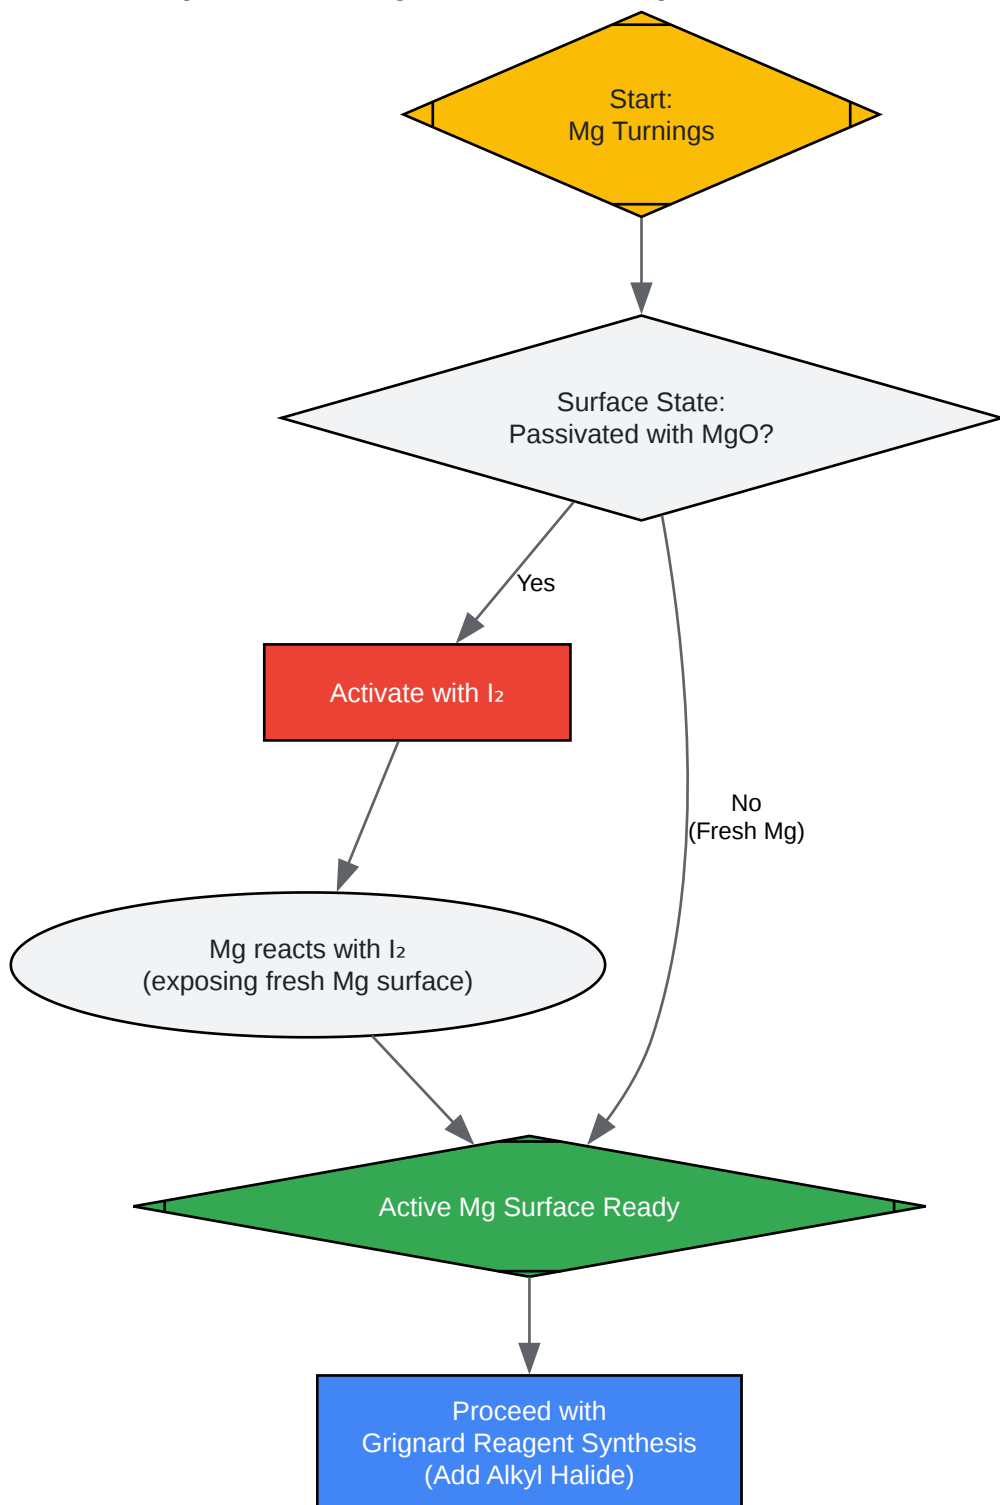 Start:
Mg Turnings
Surface State:
Passivated with MgO?
Yes
Activate with I₂
No
(Fresh Mg)
Mg reacts with I₂
(exposing fresh Mg surface)
Active Mg Surface Ready
Proceed with
Grignard Reagent Synthesis
(Add Alkyl Halide)